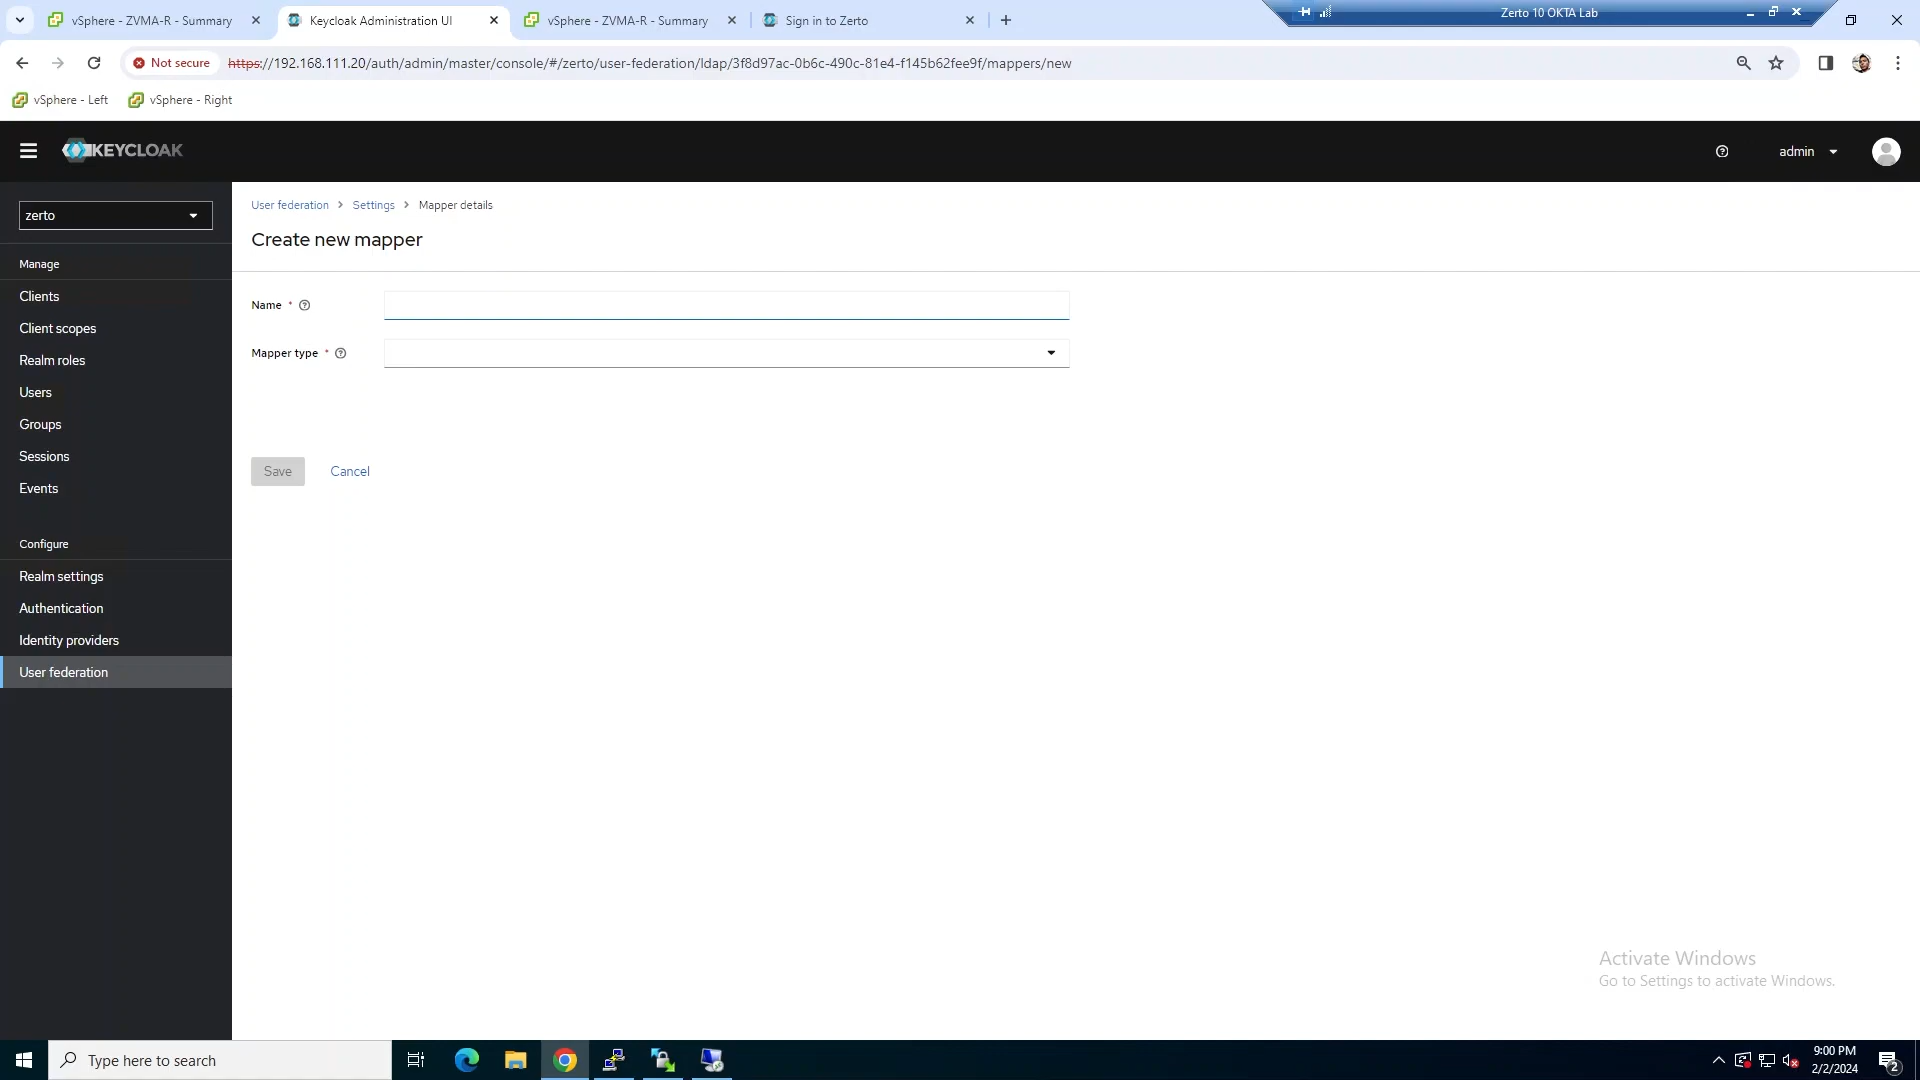 vSphere - ZVMA-R - Summary
Keycloak Administration UI
vSphere - ZVMA-R - Summary
Sign in to Zerto
Zerto 10 OKTA Lab
Not secure
https://192.168.111.20/auth/admin/master/console/#/zerto/user-federation/ldap/3f8d97ac-0b6c-490c-81e4-f145b62fee9f/mappers/new
vSphere - Left
vSphere - Right
KEYCLOAK
admin
zerto
Manage
Clients
Client scopes
Realm roles
Users
Groups
Sessions
Events
Configure
Realm settings
Authentication
Identity providers
User federation
User federation > Settings > Mapper details
Create new mapper
Name *
Mapper type *
Save Cancel
Activate Windows
Go to Settings to activate Windows.
Type here to search
9:00 PM
2/2/2024
2